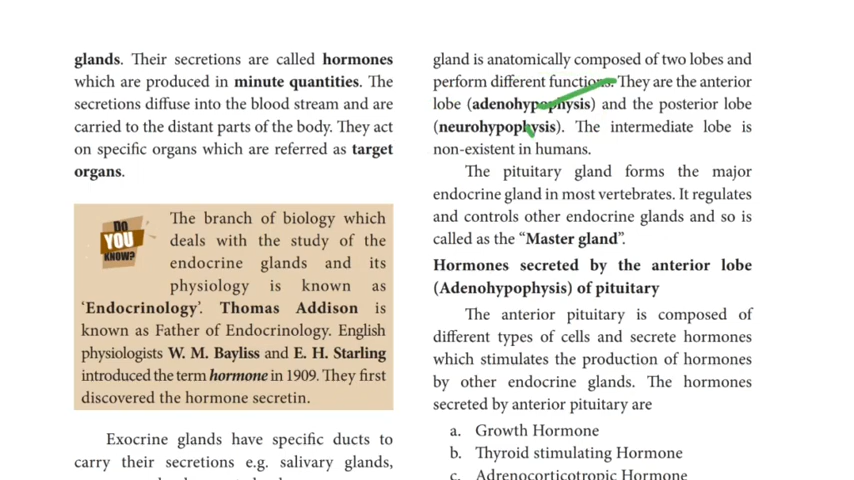 glands. Their secretions are called hormones
which are produced in minute quantities. The
secretions diffuse into the blood stream and are
carried to the distant parts of the body. They act
on specific organs which are referred as target
organs.
DO
YOU
KNOW?
The branch of biology which
deals with the study of the
endocrine glands and its
physiology is known as
‘Endocrinology’. Thomas Addison is
known as Father of Endocrinology. English
physiologists W. M. Bayliss and E. H. Starling
introduced the term hormone in 1909. They first
discovered the hormone secretin.
Exocrine glands have specific ducts to
carry their secretions e.g. salivary glands,
gland is anatomically composed of two lobes and
perform different functions. They are the anterior
lobe (adenohypophysis) and the posterior lobe
(neurohypophysis). The intermediate lobe is
non-existent in humans.
The pituitary gland forms the major
endocrine gland in most vertebrates. It regulates
and controls other endocrine glands and so is
called as the “Master gland”.
Hormones secreted by the anterior lobe
(Adenohypophysis) of pituitary
The anterior pituitary is composed of
different types of cells and secrete hormones
which stimulates the production of hormones
by other endocrine glands. The hormones
secreted by anterior pituitary are
a. Growth Hormone
b. Thyroid stimulating Hormone
c. Adrenocorticotropic Hormone